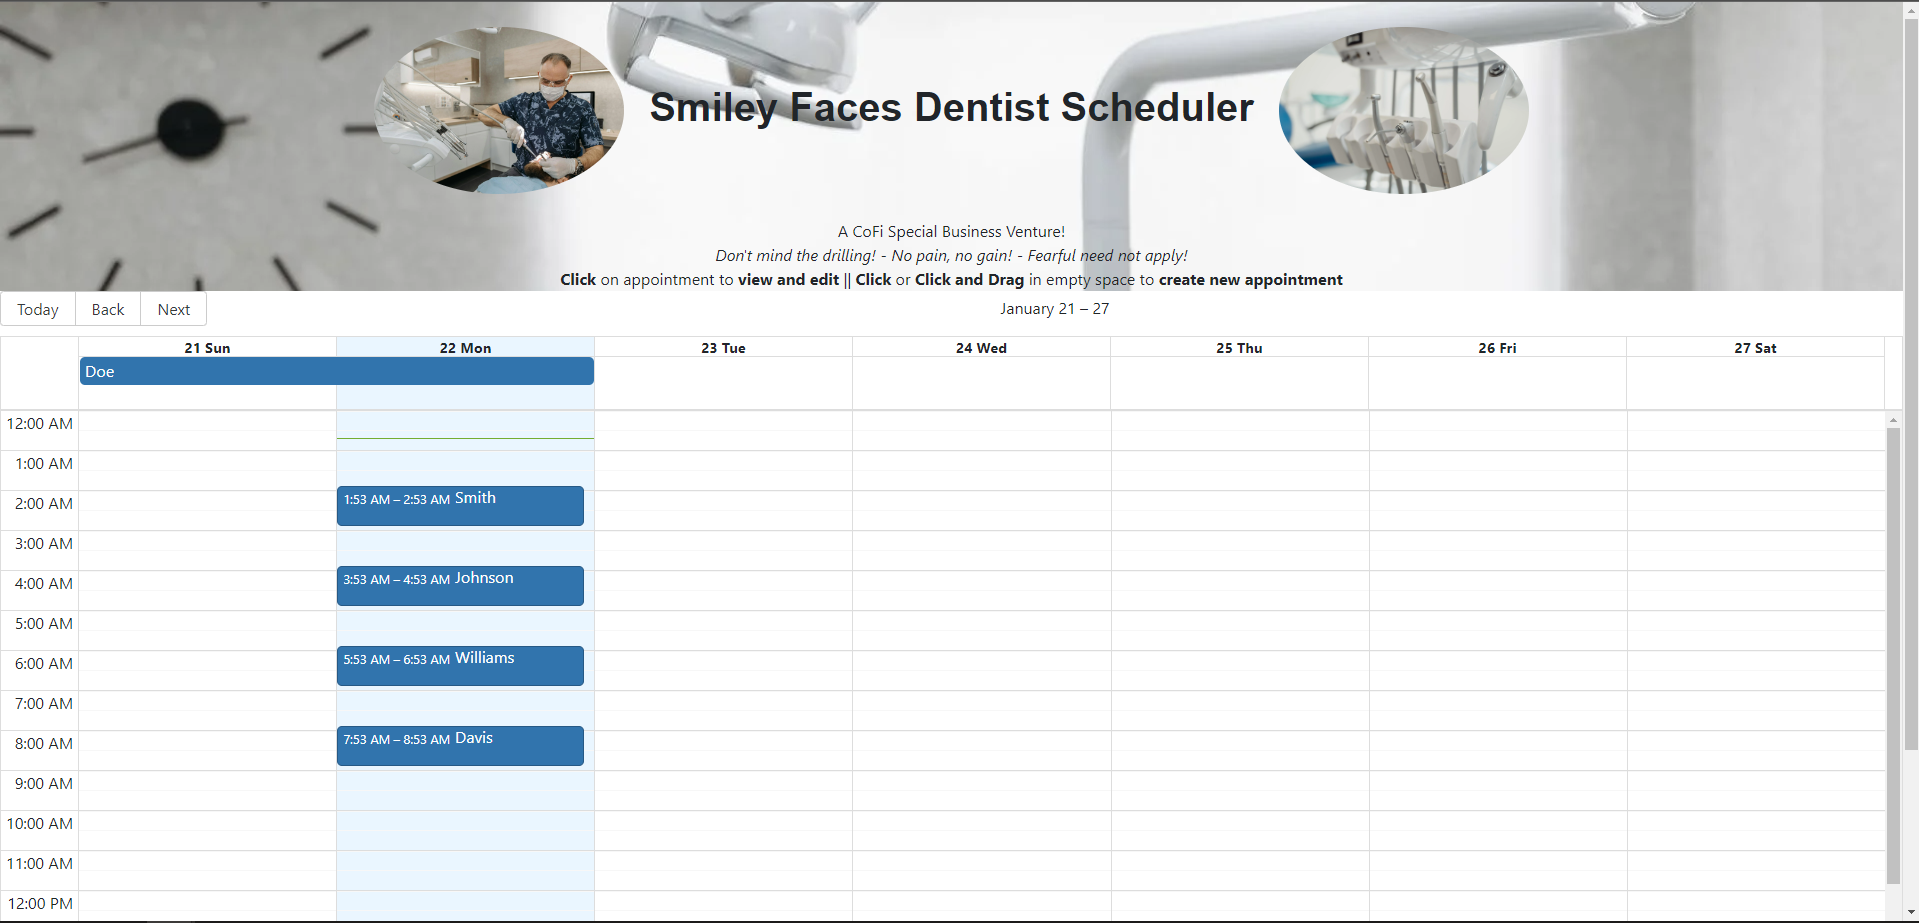 Smiley Faces Dentist Scheduler
A CoFi Special Business Venture!
Don't mind the drilling! - No pain, no gain! - Fearful need not apply!
Click on appointment to view and edit || Click or Click and Drag in empty space to create new appointment
Today Back Next January 21 – 27
21 Sun 22 Mon 23 Tue 24 Wed 25 Thu 26 Fri 27 Sat
Doe
12:00 AM
1:00 AM
1:53 AM – 2:53 AM Smith
2:00 AM
3:00 AM
3:53 AM – 4:53 AM Johnson
4:00 AM
5:00 AM
5:53 AM – 6:53 AM Williams
6:00 AM
7:00 AM
7:53 AM – 8:53 AM Davis
8:00 AM
9:00 AM
10:00 AM
11:00 AM
12:00 PM